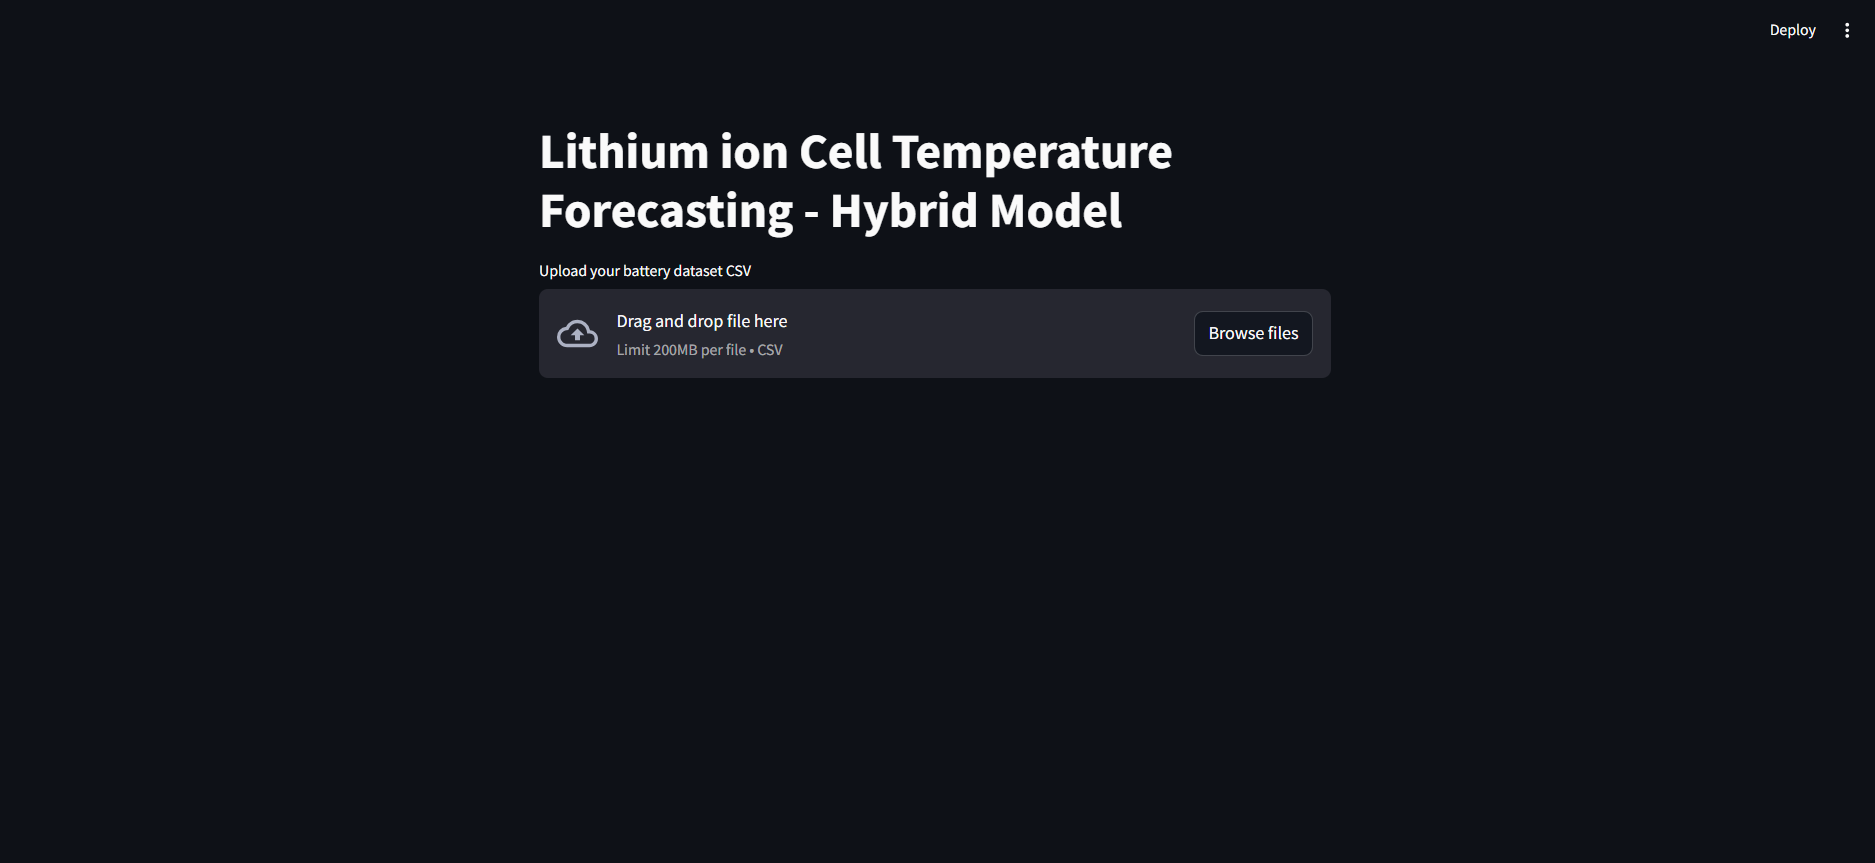 Deploy
Lithium ion Cell Temperature
Forecasting - Hybrid Model
Upload your battery dataset CSV
Drag and drop file here
Limit 200MB per file • CSV
Browse files